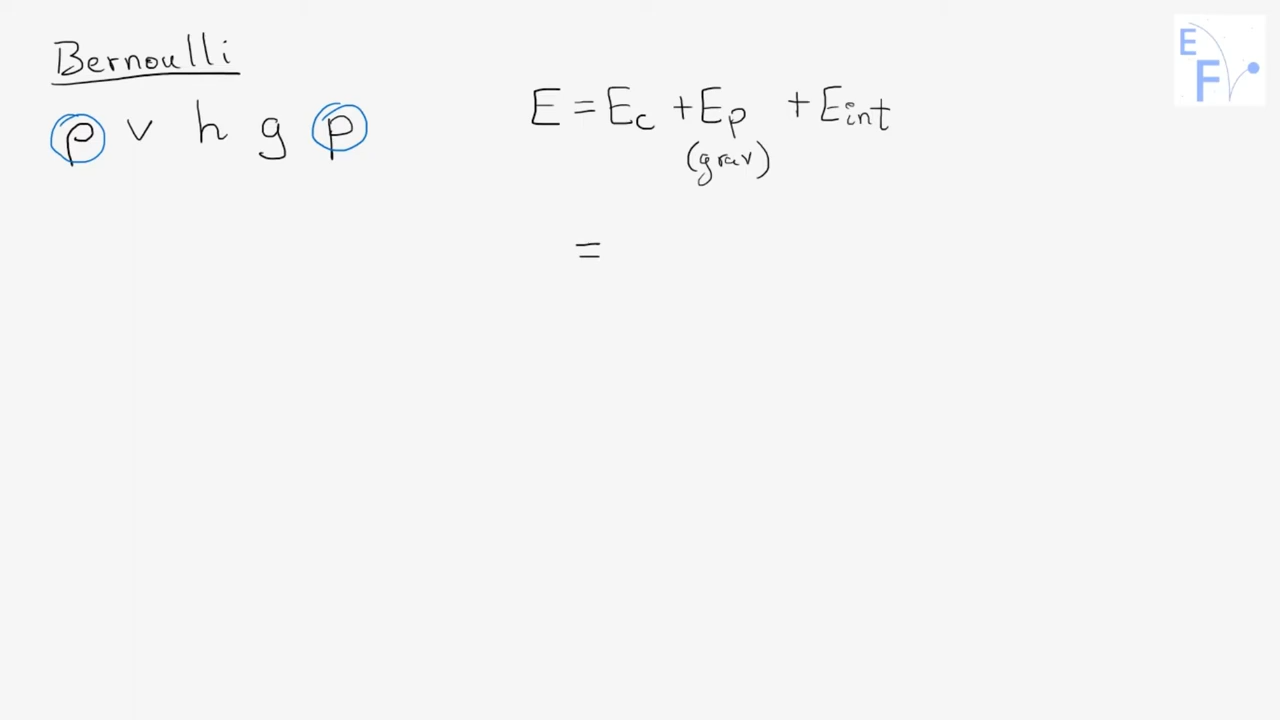 Bernoulli
ρ v h g p
E = Ec + Ep + Eint
(grav)
=
EF